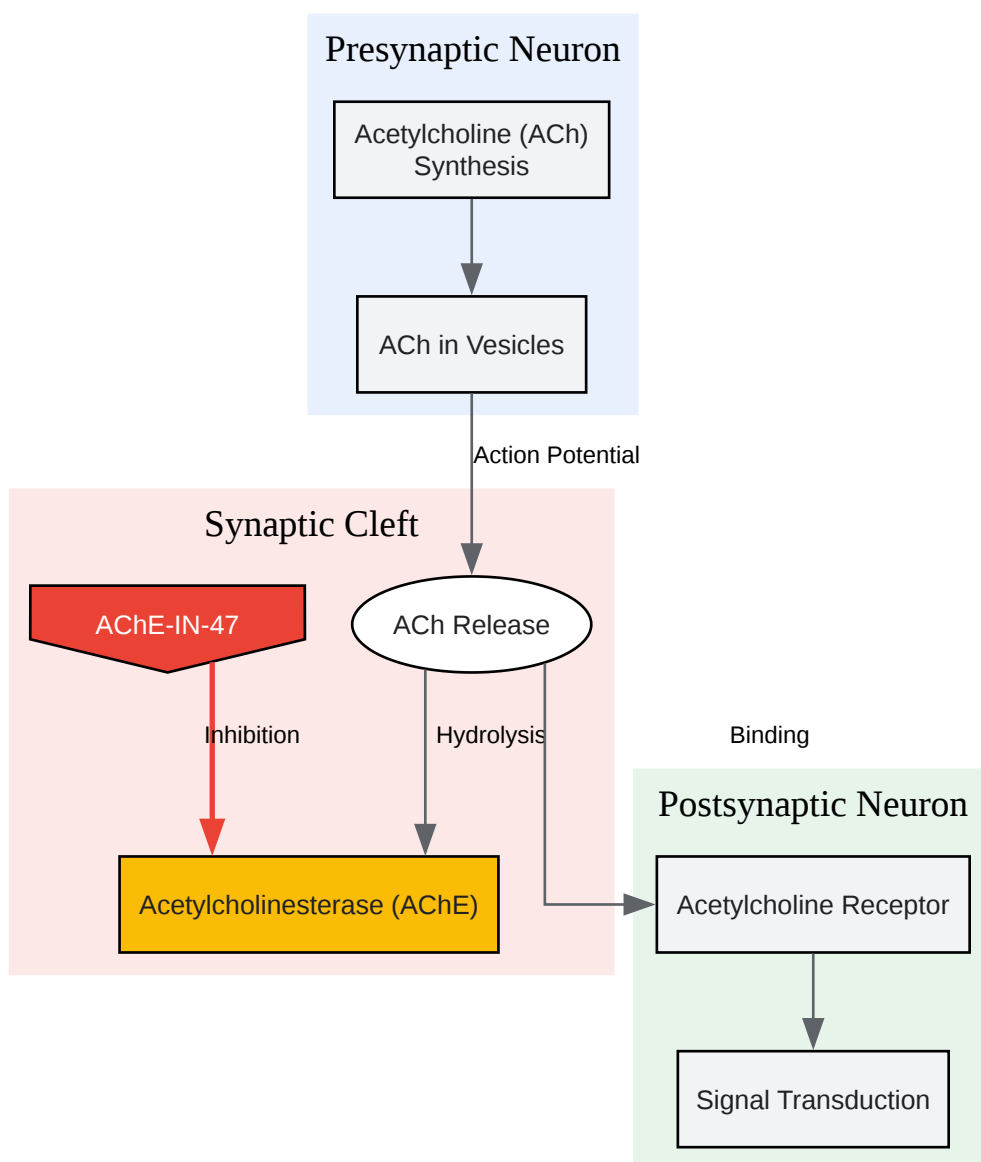 Presynaptic Neuron
Acetylcholine (ACh)
Synthesis
ACh in Vesicles
Action Potential
Synaptic Cleft
AChE-IN-47
ACh Release
Inhibition
Hydrolysis
Binding
Postsynaptic Neuron
Acetylcholinesterase (AChE)
Acetylcholine Receptor
Signal Transduction